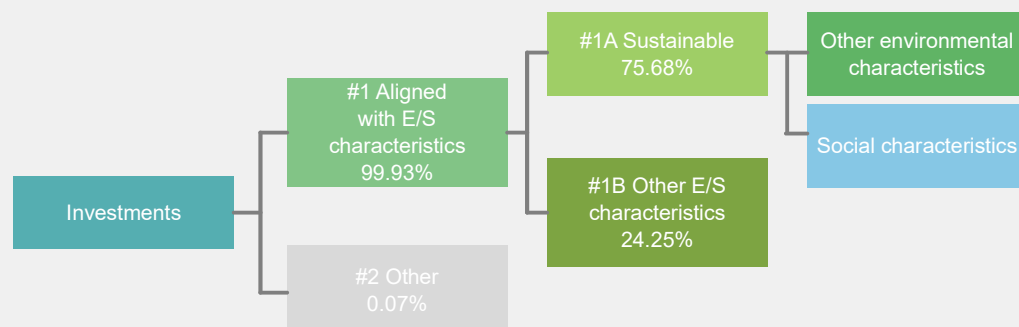 Investments
#1 Aligned
with E/S
characteristics
99.93%
#2 Other
0.07%
#1A Sustainable
75.68%
#1B Other E/S
characteristics
24.25%
Other environmental
characteristics
Social characteristics